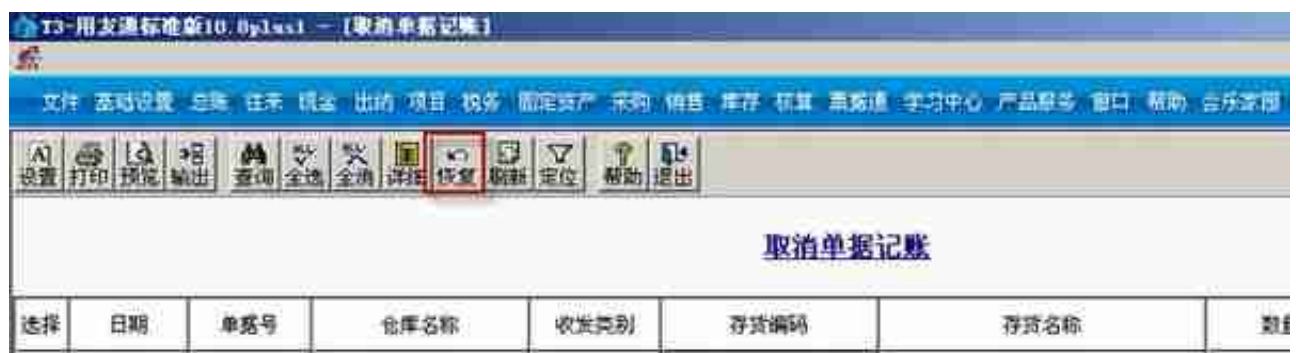 T3-用友通标准版10.8plus1 - [取消单据记账]
文件 基础设置 总账 往来 现金 出纳 项目 税务 固定资产 采购 销售 库存 核算 票据通 学习中心 产品服务 窗口 帮助 会乐家园
设置 打印 预览 输出 查询 全选 全消 详细 恢复 刷新 定位 帮助 退出
取消单据记账
选择 日期 单据号 仓库名称 收发类别 存货编码 存货名称 数量